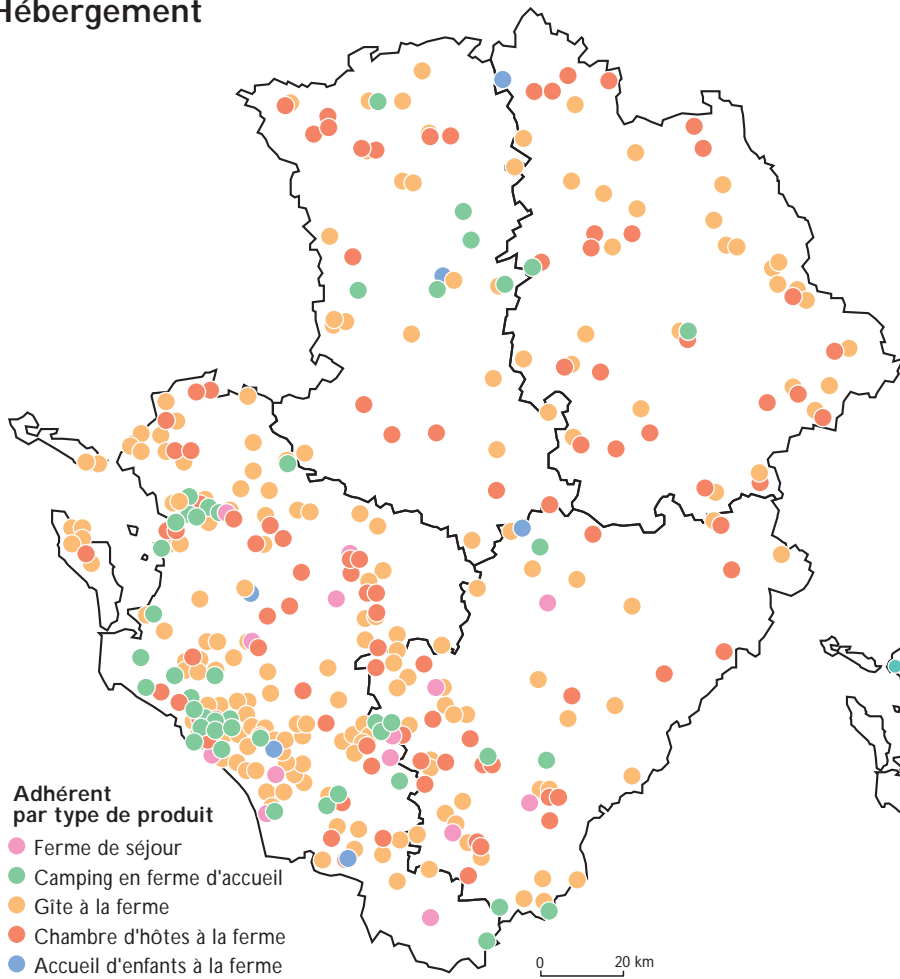 Hébergement
Adhérent
par type de produit
Ferme de séjour
Camping en ferme d'accueil
Gîte à la ferme
Chambre d'hôtes à la ferme
Accueil d'enfants à la ferme
0 20 km